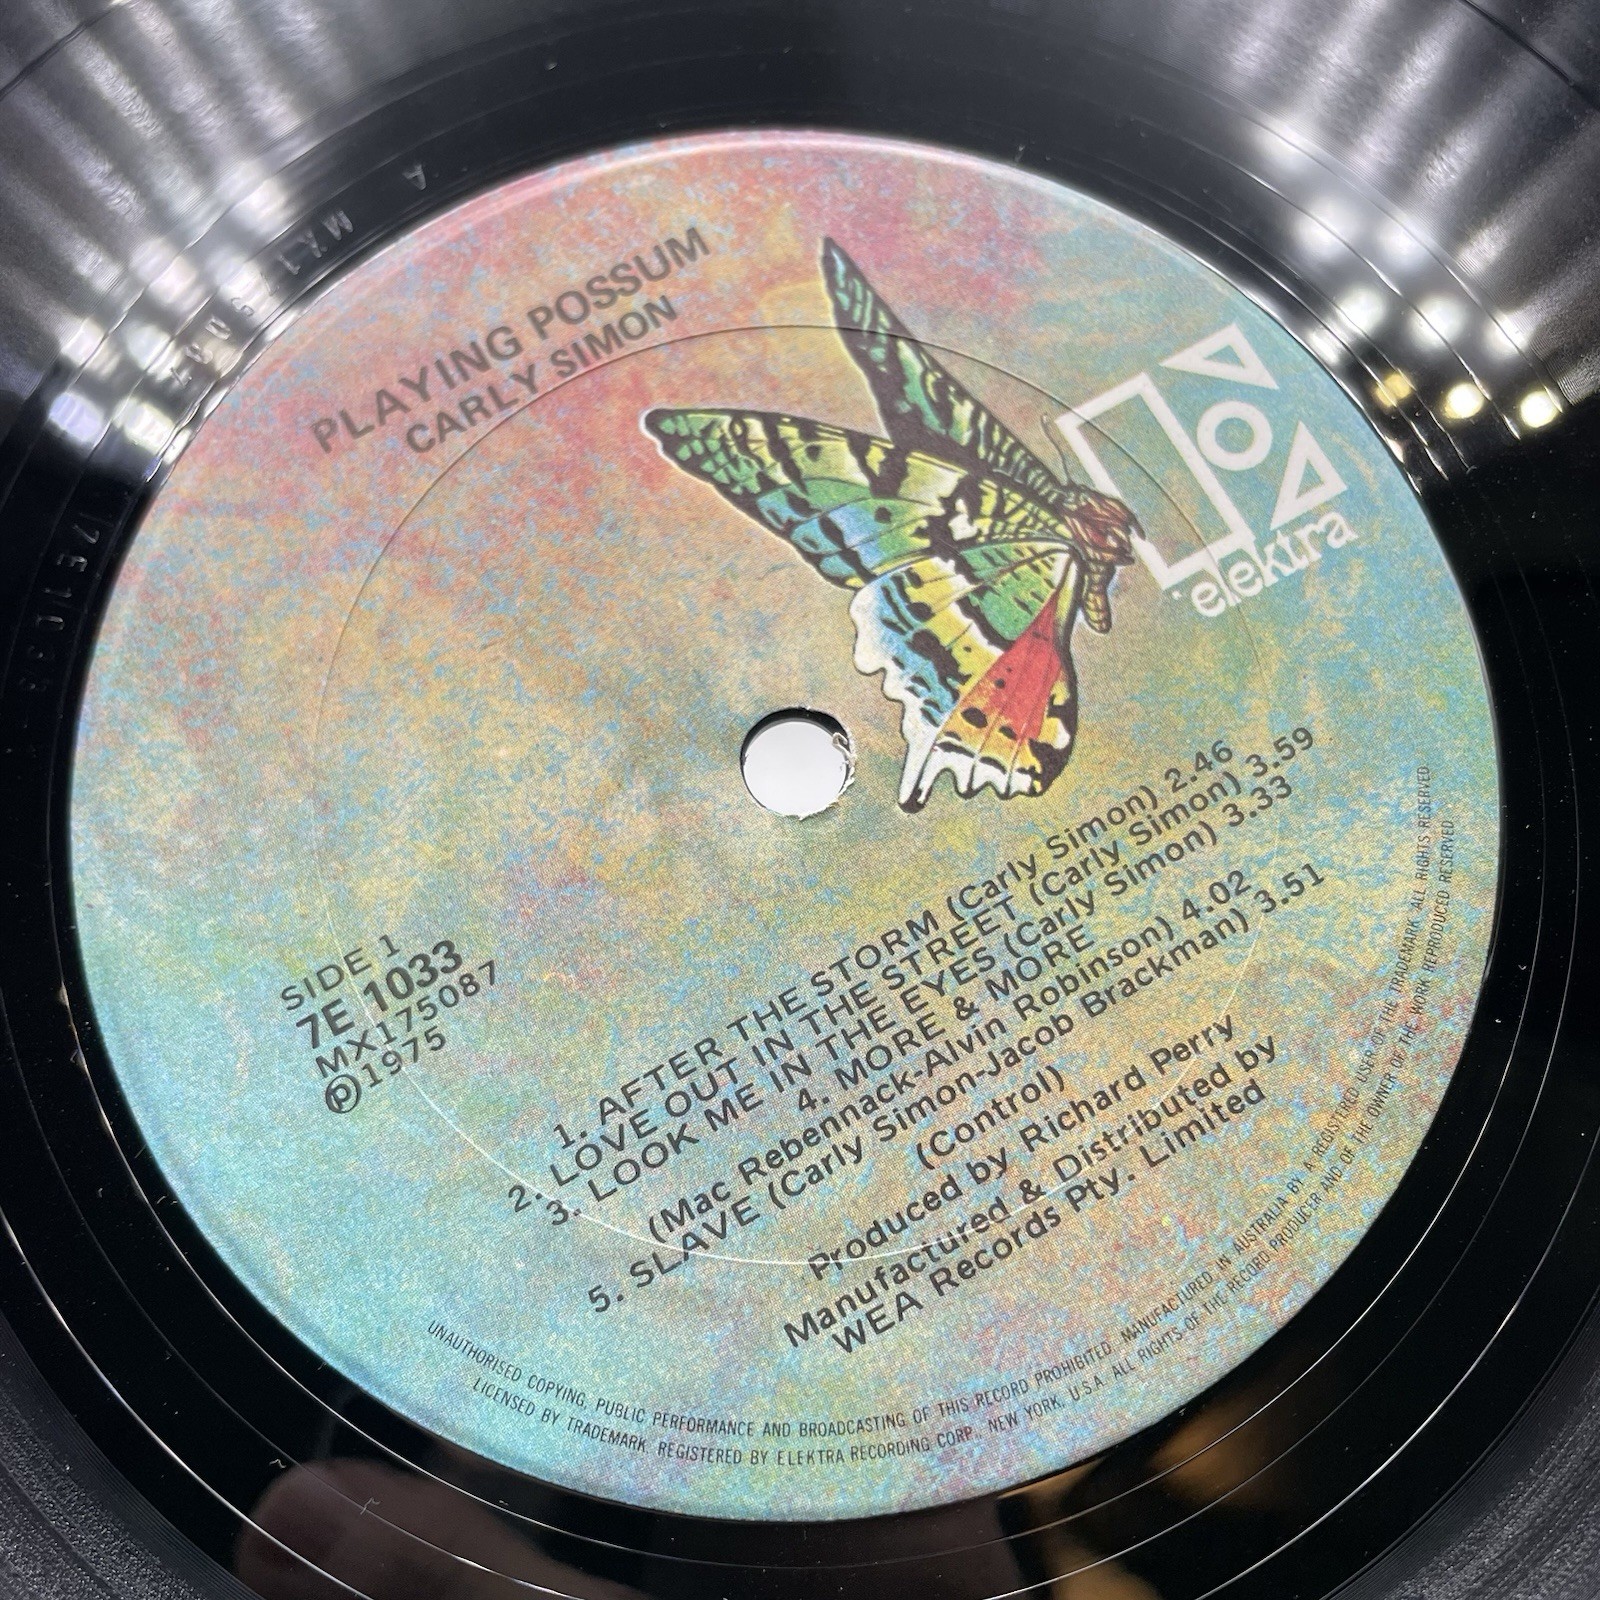 PLAYING POSSUM
CARLY SIMON
elektra
SIDE 1
7E 1033
MX175087
Ⓟ1975
1. AFTER THE STORM (Carly Simon) 2.46
2. LOVE OUT IN THE STREET (Carly Simon) 3.59
3. LOOK ME IN THE EYES (Carly Simon) 3.33
4. MORE & MORE
(Mac Rebennack-Alvin Robinson) 4.02
5. SLAVE (Carly Simon-Jacob Brackman) 3.51
(Control)
Produced by Richard Perry
Manufactured & Distributed by
WEA Records Pty. Limited
UNAUTHORISED COPYING, PUBLIC PERFORMANCE AND BROADCASTING OF THIS RECORD PROHIBITED. MANUFACTURED IN AUSTRALIA BY A REGISTERED USER OF THE TRADEMARK ALL RIGHTS RESERVED
LICENSED BY TRADEMARK REGISTERED BY ELEKTRA RECORDING CORP., NEW YORK, U.S.A. ALL RIGHTS OF THE RECORD PRODUCER AND OF THE OWNER OF THE WORK REPRODUCED RESERVED